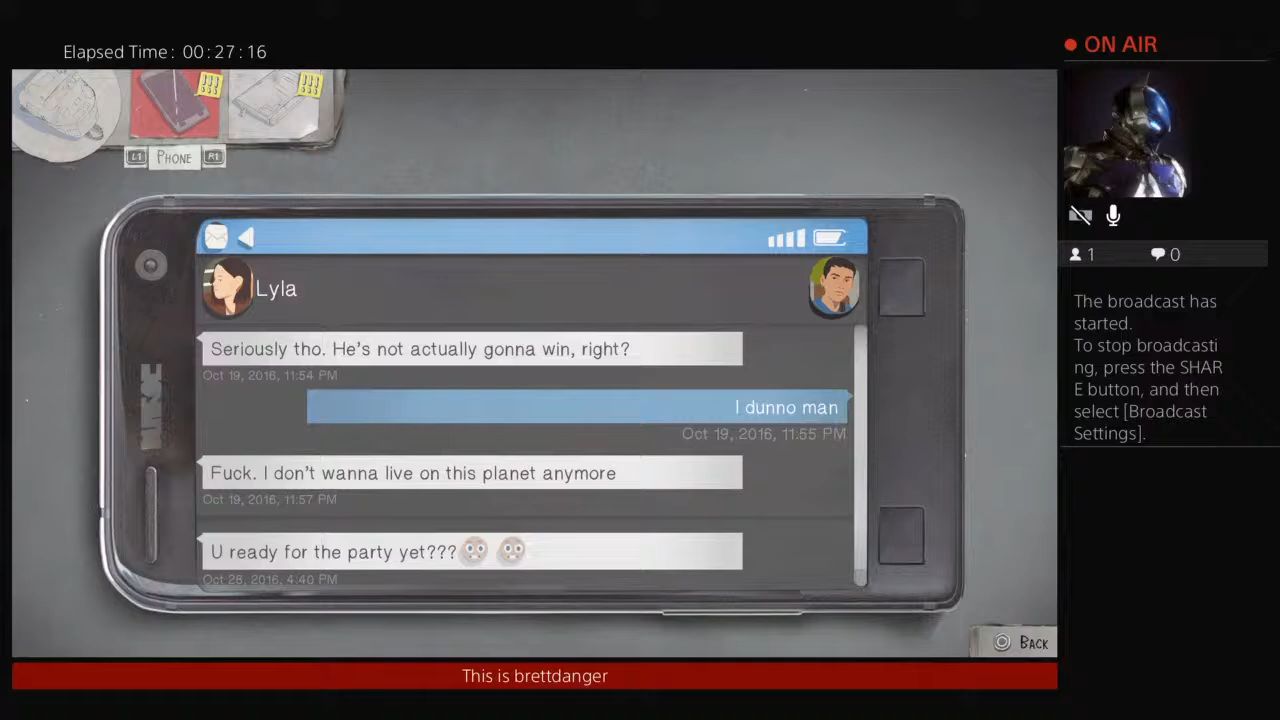 Elapsed Time: 00:27:16
ON AIR
L1 PHONE R1
Lyla
Seriously tho. He's not actually gonna win, right?
Oct 19, 2016, 11:54 PM
I dunno man
Oct 19, 2016, 11:55 PM
Fuck. I don't wanna live on this planet anymore
Oct 19, 2016, 11:57 PM
U ready for the party yet???
Oct 28, 2016, 4:40 PM
BACK
This is brettdanger
1
0
The broadcast has
started.
To stop broadcasti
ng, press the SHAR
E button, and then
select [Broadcast
Settings].